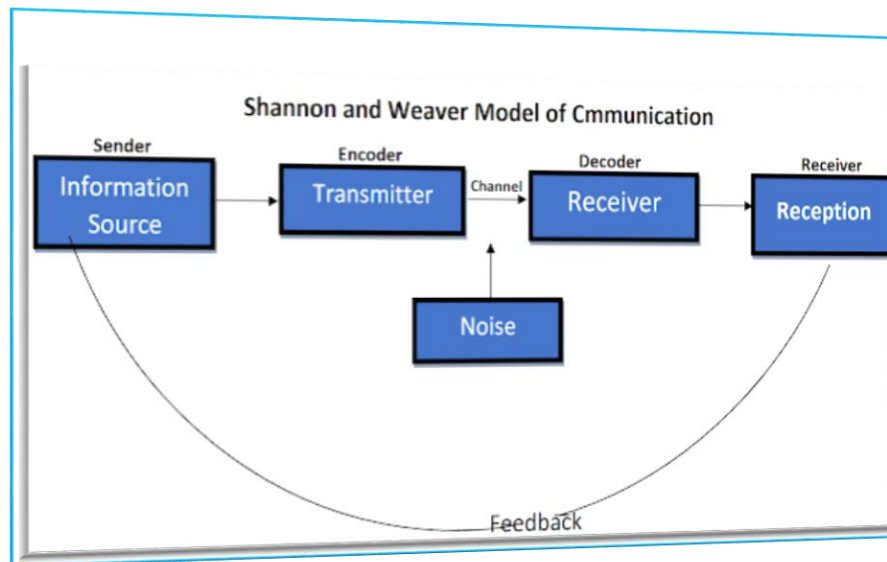 Shannon and Weaver Model of Cmmunication
Sender
Information
Source
Encoder
Transmitter
Channel
Decoder
Receiver
Receiver
Reception
Noise
Feedback